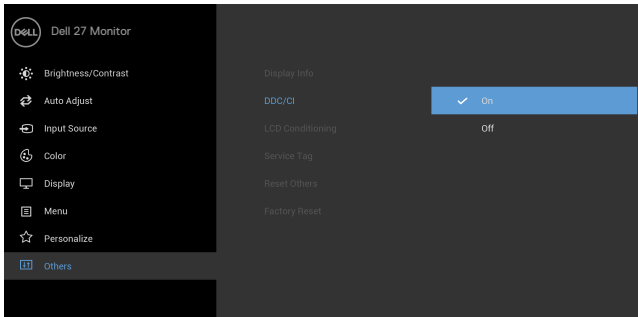 DELL Dell 27 Monitor
Brightness/Contrast Display Info
Auto Adjust DDC/CI On
Input Source LCD Conditioning Off
Color Service Tag
Display Reset Others
Menu Factory Reset
Personalize
Others